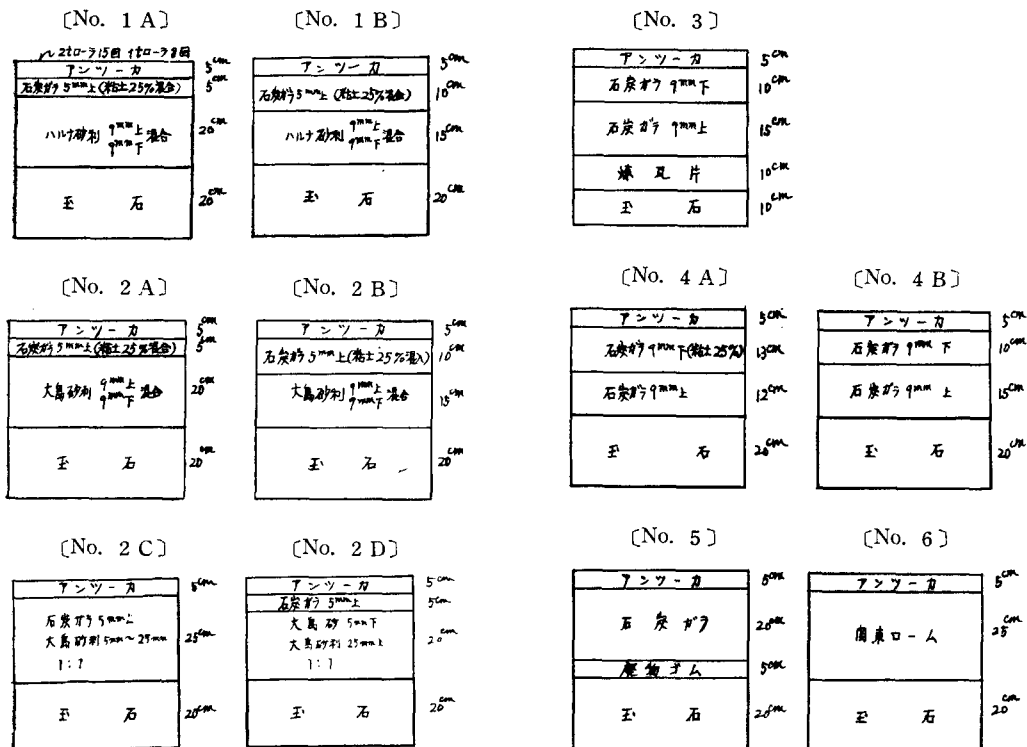 〔No. 1 A〕
2tローラ15回 1tローラ8回
アンツーカ 5cm
石炭ガラ 5mm上(粘土25%混合) 5cm
ハルナ砂利 9mm上 9mm下 混合 20cm
玉石 20cm
〔No. 1 B〕
アンツーカ 5cm
石炭ガラ5mm上(粘土25%混合) 10cm
ハルナ砂利 9mm上 9mm下 混合 15cm
玉石 20cm
〔No. 3〕
アンツーカ 5cm
石炭ガラ 9mm下 10cm
石炭ガラ 9mm上 15cm
煉瓦片 10cm
玉石 10cm
〔No. 2 A〕
アンツーカ 5cm
石炭ガラ 5mm上(粘土25%混合) 5cm
大島砂利 9mm上 9mm下 混合 20cm
玉石 20cm
〔No. 2 B〕
アンツーカ 5cm
石炭ガラ 5mm上(粘土25%混入) 10cm
大島砂利 9mm上 9mm下 混合 15cm
玉石 20cm
〔No. 4 A〕
アンツーカ 5cm
石炭ガラ9mm下(粘土25%) 13cm
石炭ガラ9mm上 12cm
玉石 20cm
〔No. 4 B〕
アンツーカ 5cm
石炭ガラ 9mm下 10cm
石炭ガラ 9mm上 15cm
玉石 20cm
〔No. 2 C〕
アンツーカ 5cm
石炭ガラ 5mm上
大島砂利 5mm~25mm 25cm
1:1
玉石 20cm
〔No. 2 D〕
アンツーカ 5cm
石炭ガラ 5mm上 5cm
大島砂 5mm下
大島砂利 25mm上 20cm
1:1
玉石 20cm
〔No. 5〕
アンツーカ 5cm
石炭ガラ 20cm
廃物ゴム 5cm
玉石 20cm
〔No. 6〕
アンツーカ 5cm
関東ローム 25cm
玉石 20cm